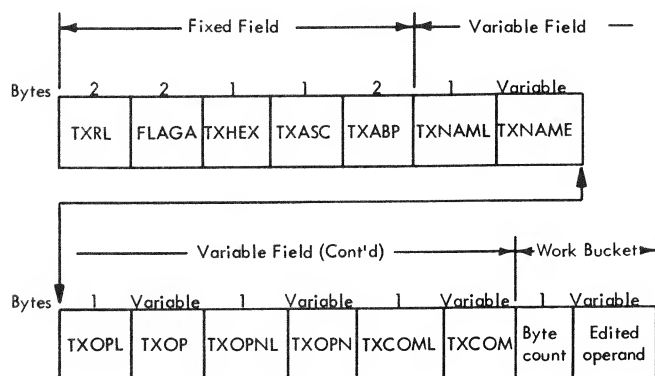 Fixed Field Variable Field
Bytes 2 2 1 1 2 1 Variable
TXRL FLAGA TXHEX TXASC TXABP TXNAML TXNAME
Variable Field (Cont'd) Work Bucket
Bytes 1 Variable 1 Variable 1 Variable 1 Variable
TXOPL TXOP TXOPNL TXOPN TXCOML TXCOM Byte count Edited operand